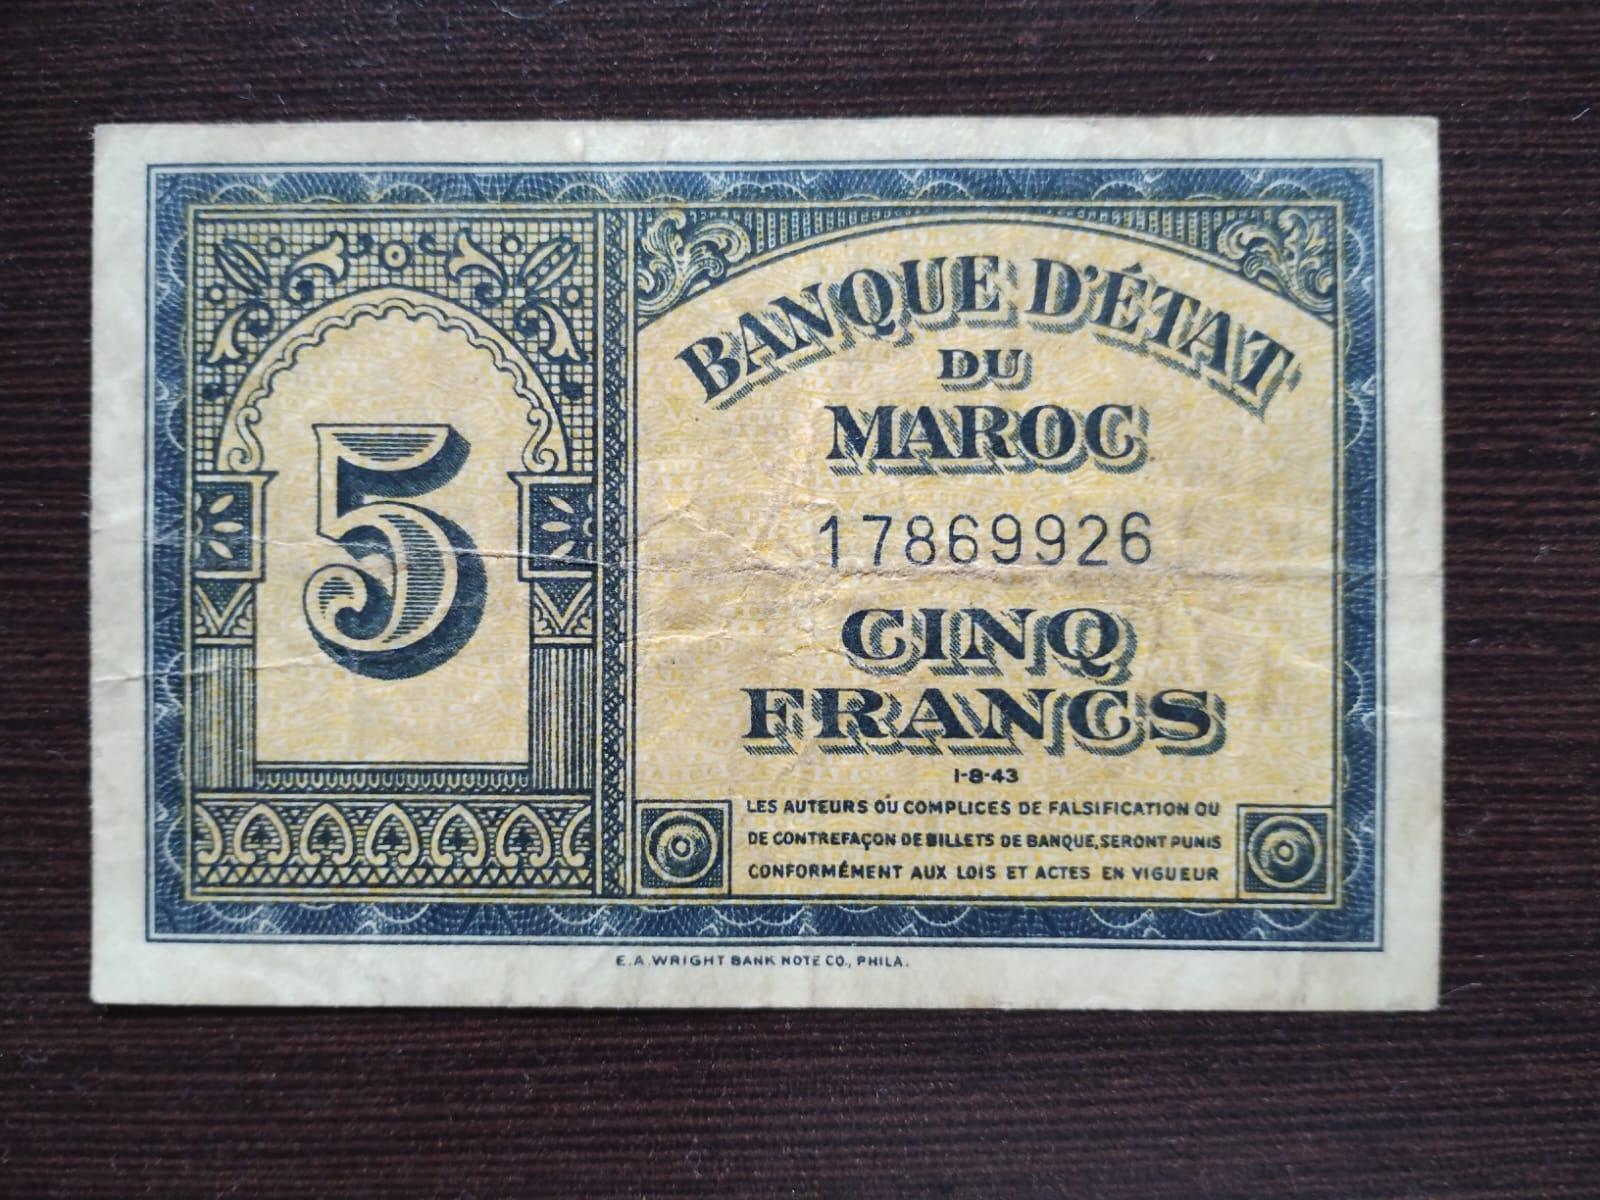 5
BANQUE D'ÉTAT
DU
MAROC
17869926
CINQ
FRANCS
1-8-43
LES AUTEURS OU COMPLICES DE FALSIFICATION OU
DE CONTREFAÇON DE BILLETS DE BANQUE, SERONT PUNIS
CONFORMÉMENT AUX LOIS ET ACTES EN VIGUEUR
E.A.WRIGHT BANK NOTE CO., PHILA.